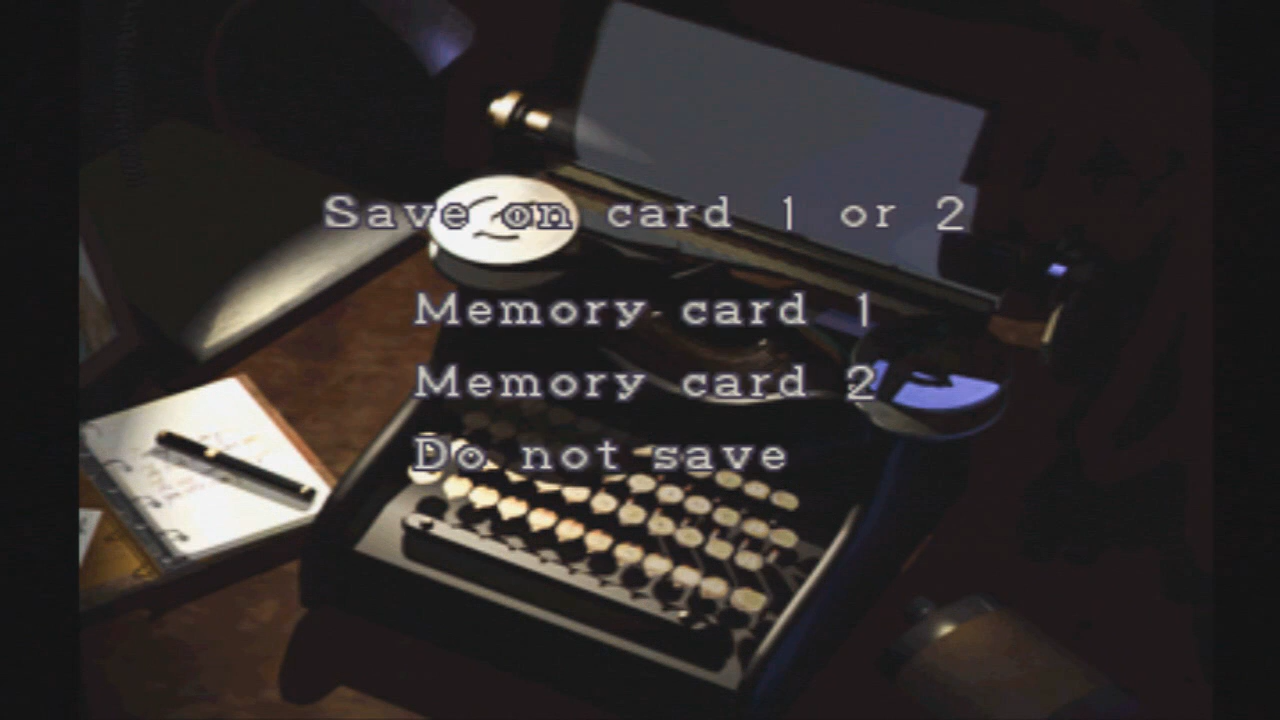 Save on card 1 or 2
Memory card 1
Memory card 2
Do not save